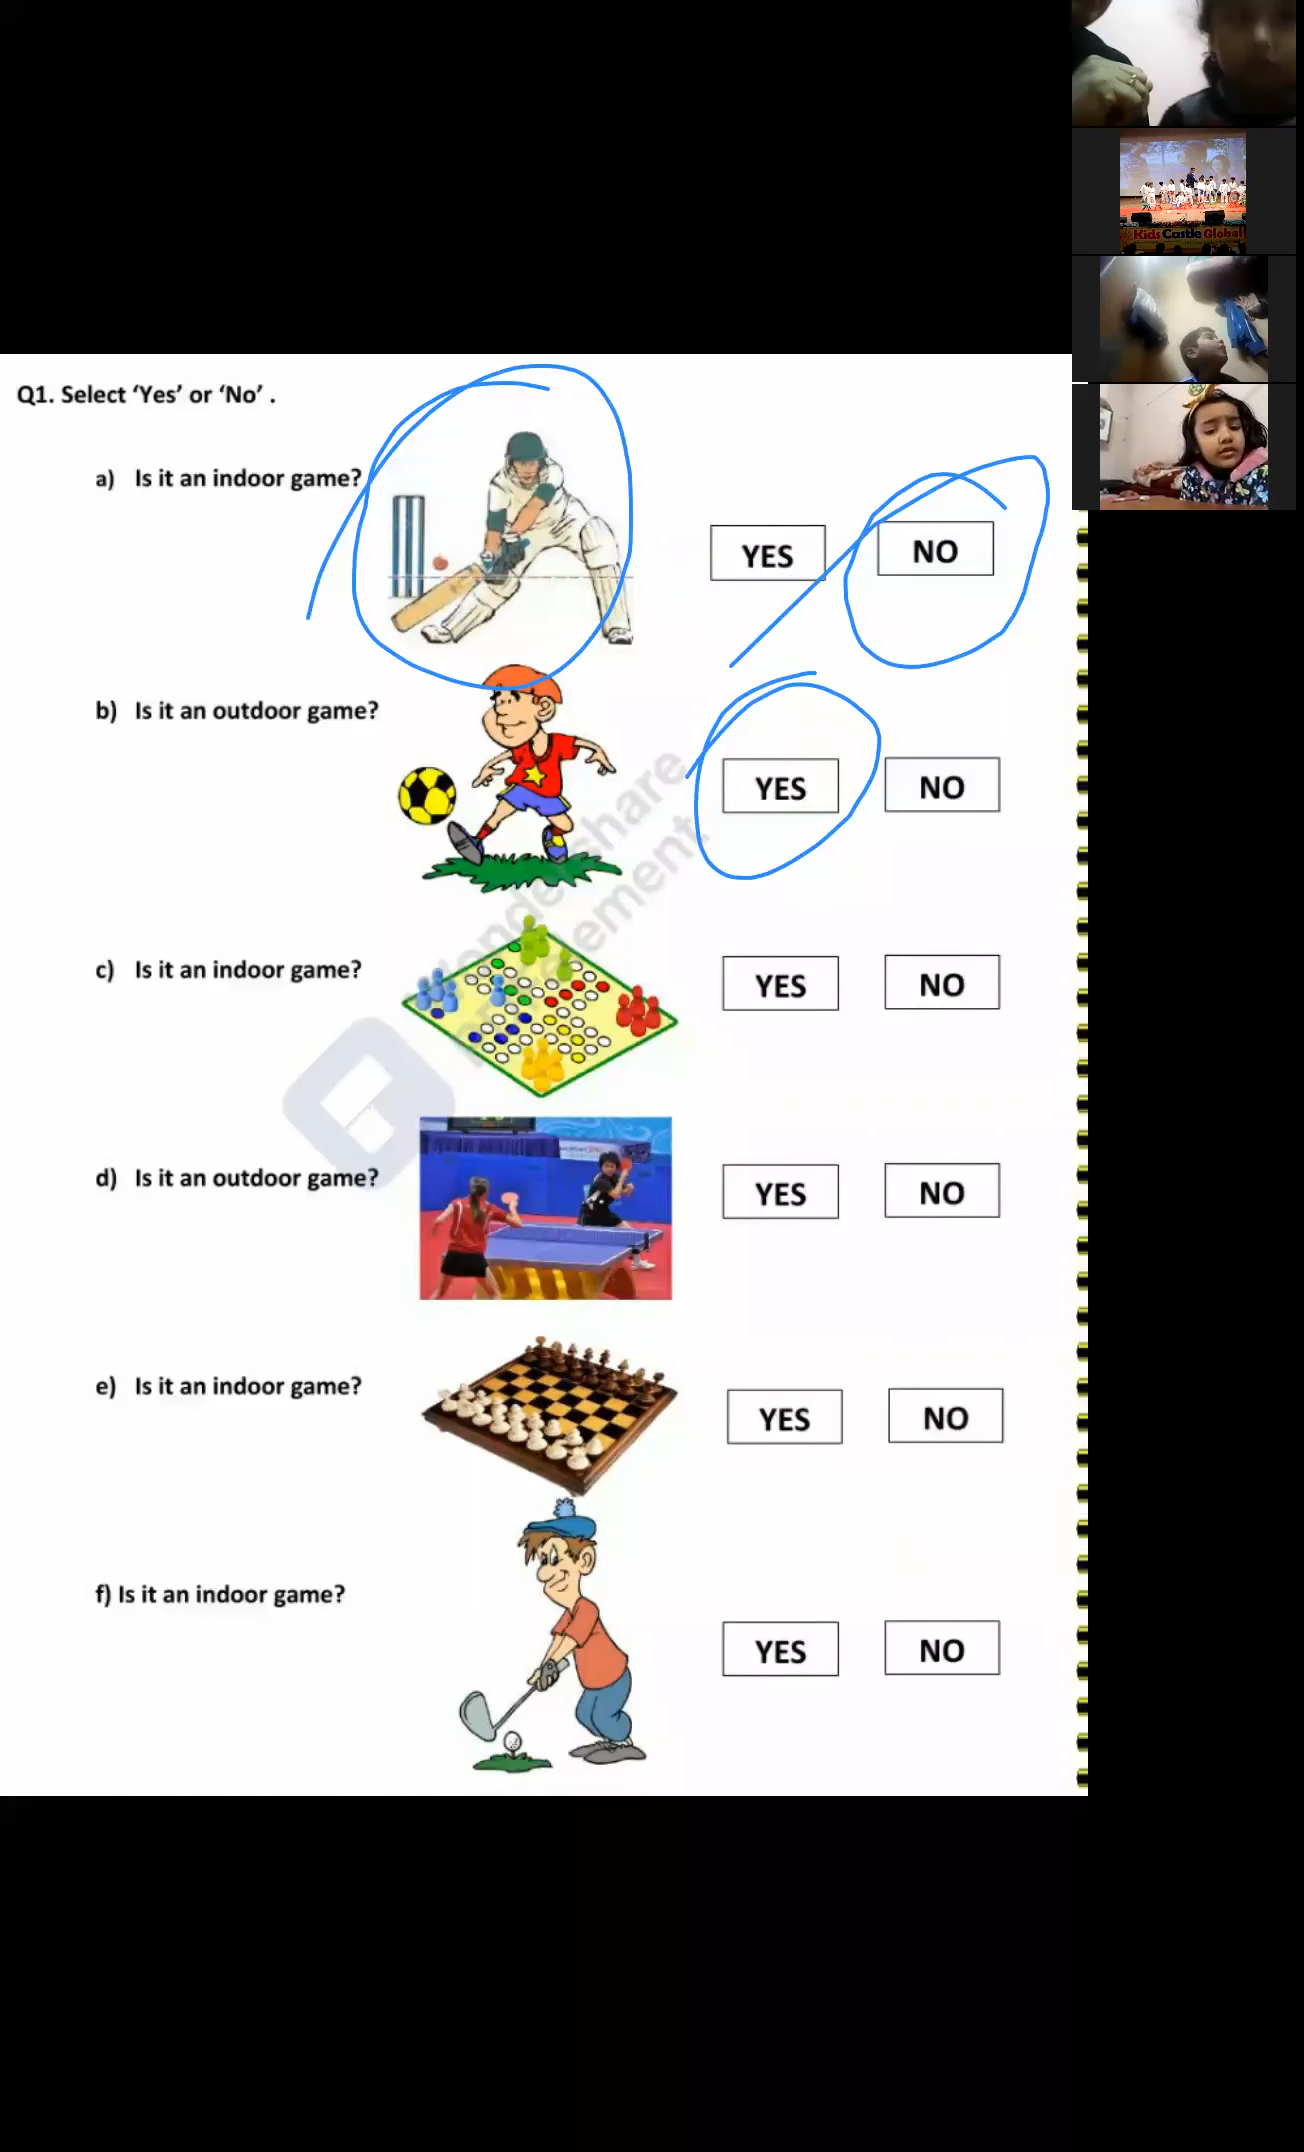 Kids Castle Global
Q1. Select ‘Yes’ or ‘No’ .
a) Is it an indoor game?
YES NO
b) Is it an outdoor game?
YES NO
c) Is it an indoor game?
YES NO
d) Is it an outdoor game?
YES NO
e) Is it an indoor game?
YES NO
f) Is it an indoor game?
YES NO
Wondershare
PDFelement